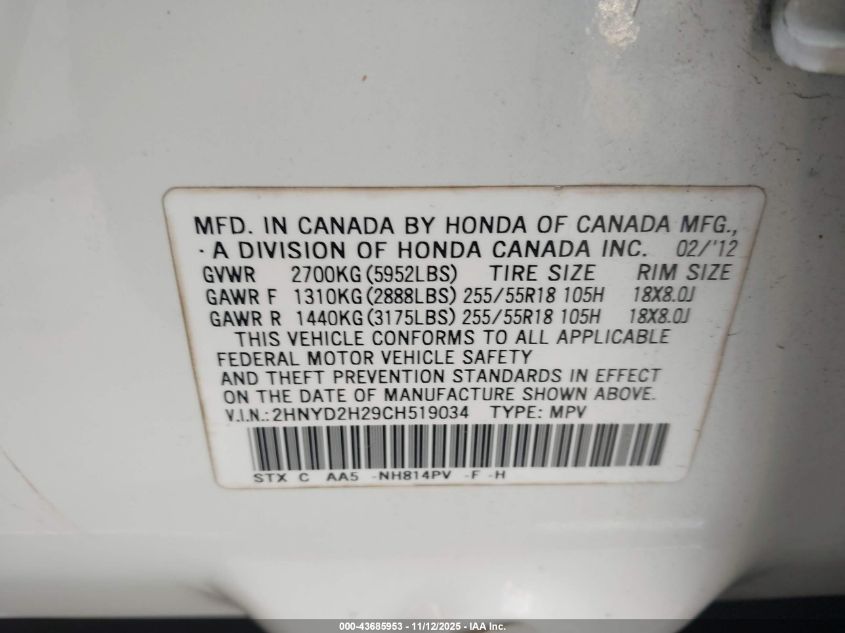 MFD. IN CANADA BY HONDA OF CANADA MFG.,
· A DIVISION OF HONDA CANADA INC. 02/'12
GVWR 2700KG(5952LBS) TIRE SIZE RIM SIZE
GAWR F 1310KG(2888LBS) 255/55R18 105H 18X8.0J
GAWR R 1440KG(3175LBS) 255/55R18 105H 18X8.0J
THIS VEHICLE CONFORMS TO ALL APPLICABLE
FEDERAL MOTOR VEHICLE SAFETY
AND THEFT PREVENTION STANDARDS IN EFFECT
ON THE DATE OF MANUFACTURE SHOWN ABOVE.
V.I.N.:2HNYD2H29CH519034 TYPE: MPV
STX C AA5 -NH814PV -F -H
000-43685953 - 11/12/2025 - IAA Inc.